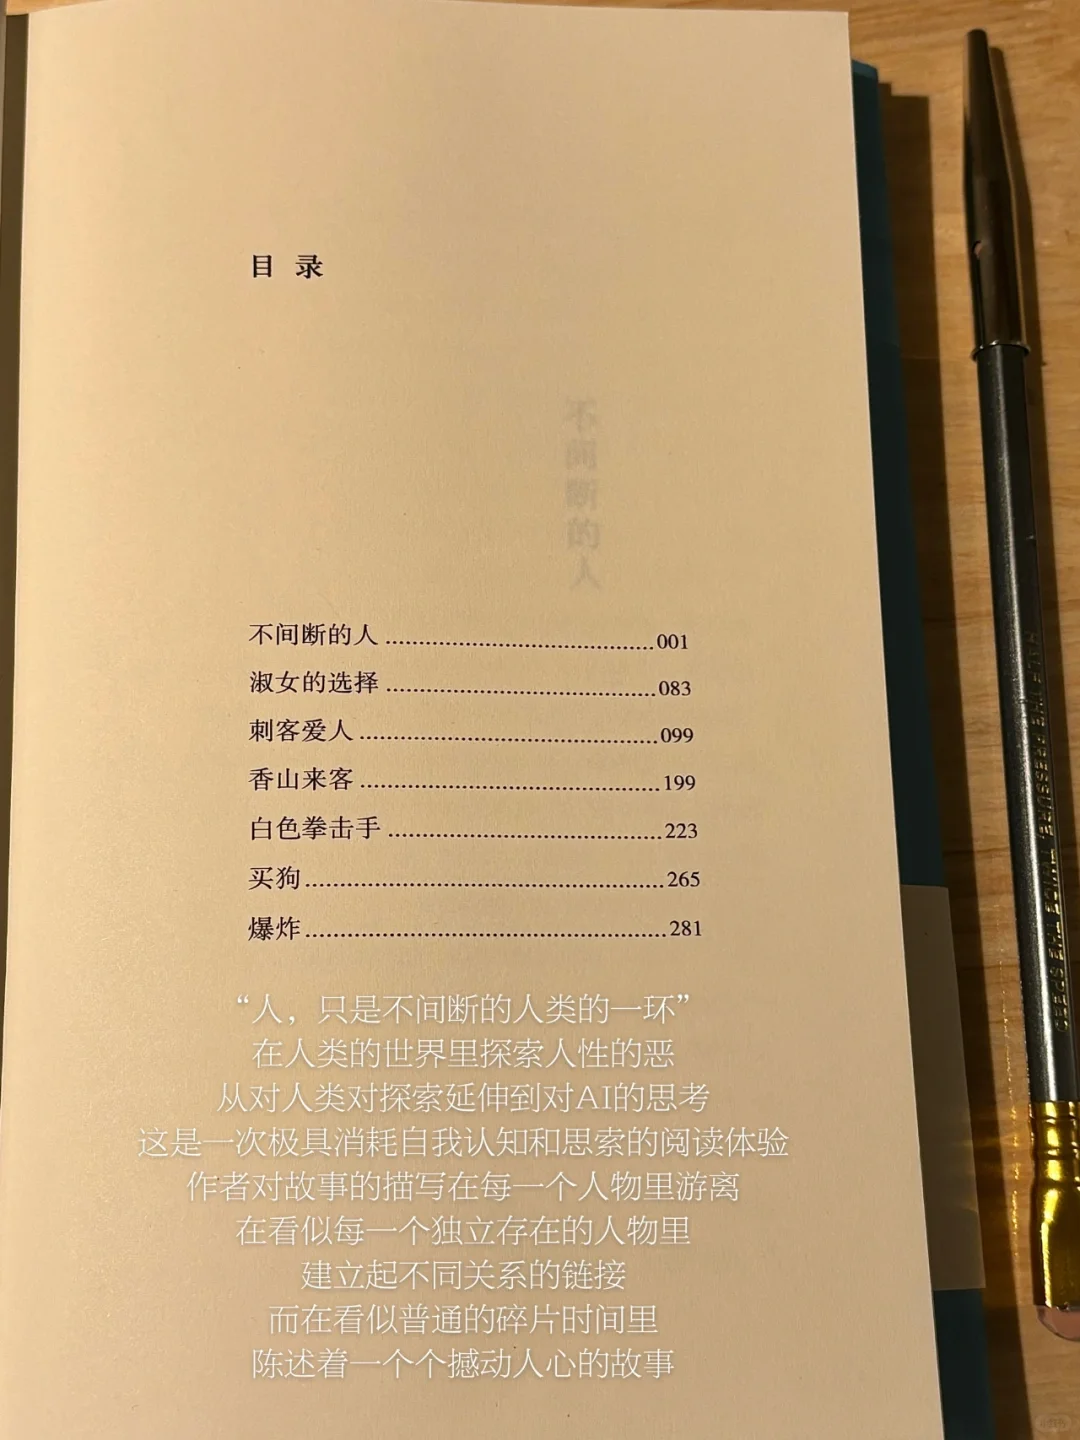 目 录
不间断的人
不间断的人 001
淑女的选择 083
刺客爱人 099
香山来客 199
白色拳击手 223
买狗 265
爆炸 281
“人，只是不间断的人类的一环”
在人类的世界里探索人性的恶
从对人类对探索延伸到对AI的思考
这是一次极具消耗自我认知和思索的阅读体验
作者对故事的描写在每一个人物里游离
在看似每一个独立存在的人物里
建立起不同关系的链接
而在看似普通的碎片时间里
陈述着一个个撼动人心的故事
HALF THE PRESSURE, TWICE THE SPEED